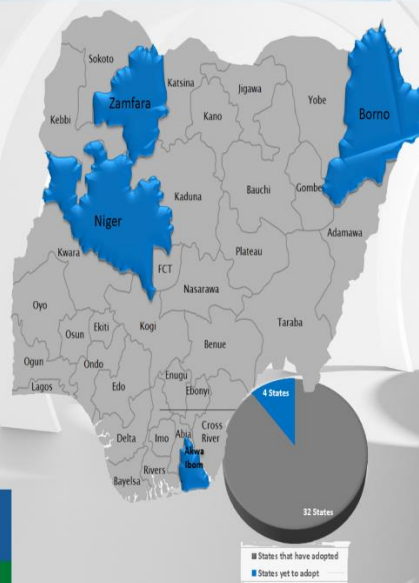 Sokoto
Katsina
Jigawa
Zamfara
Yobe
Borno
Kebbi
Kano
Kaduna
Bauchi
Gombe
Niger
Adamawa
Kwara
Plateau
FCT
Nasarawa
Oyo
Taraba
Kogi
Ekiti
Osun
Benue
Ogun
Ondo
Enugu
4 States
Lagos
Edo
Ebonyi
Cross
River
Delta
Imo
Abia
Akwa
Ibom
Rivers
Bayelsa
32 States
States that have adopted
States yet to adopt